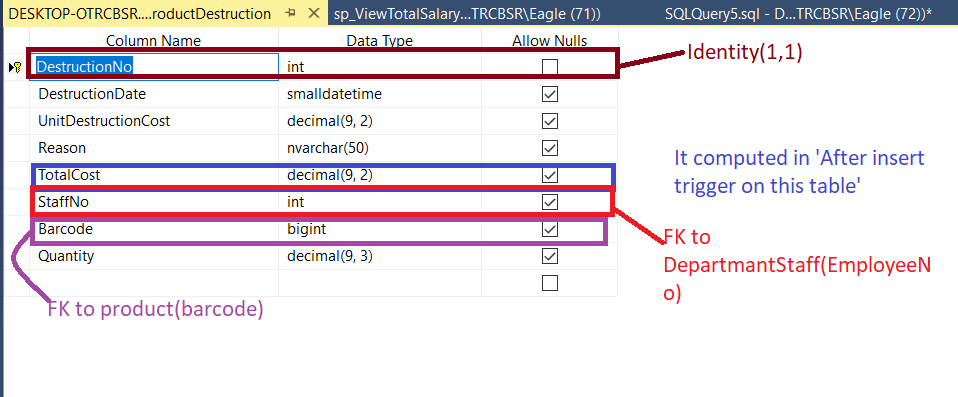 DESKTOP-OTRCBSR....roductDestruction sp_ViewTotalSalary...TRCBSR\Eagle (71)) SQLQuery5.sql - D...TRCBSR\Eagle (72))*
Column Name Data Type Allow Nulls
DestructionNo int
Identity(1,1)
DestructionDate smalldatetime
UnitDestructionCost decimal(9, 2)
Reason nvarchar(50)
It computed in 'After insert
trigger on this table'
TotalCost decimal(9, 2)
StaffNo int
Barcode bigint
FK to
DepartmantStaff(EmployeeN
o)
Quantity decimal(9, 3)
FK to product(barcode)